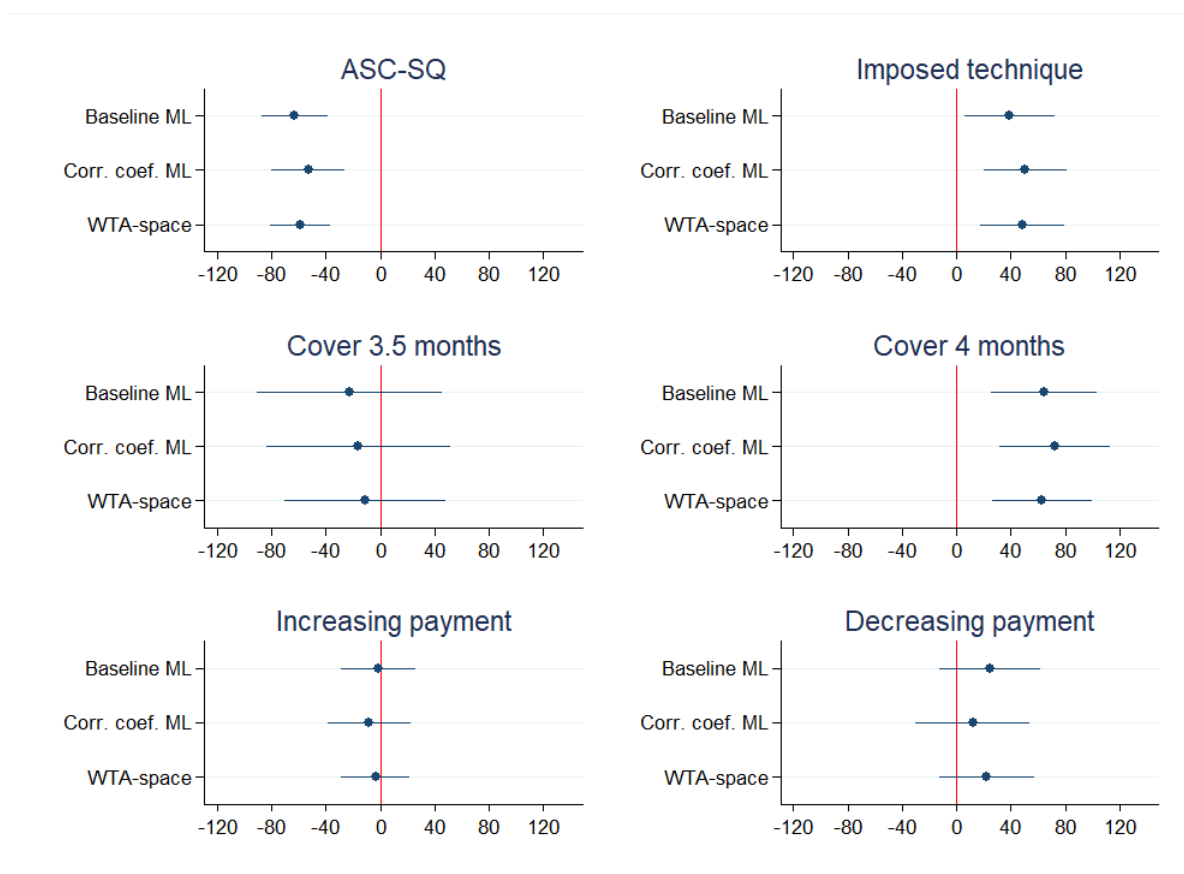 ASC-SQ
Baseline ML
Corr. coef. ML
WTA-space
-120 -80 -40 0 40 80 120
Imposed technique
Baseline ML
Corr. coef. ML
WTA-space
-120 -80 -40 0 40 80 120
Cover 3.5 months
Baseline ML
Corr. coef. ML
WTA-space
-120 -80 -40 0 40 80 120
Cover 4 months
Baseline ML
Corr. coef. ML
WTA-space
-120 -80 -40 0 40 80 120
Increasing payment
Baseline ML
Corr. coef. ML
WTA-space
-120 -80 -40 0 40 80 120
Decreasing payment
Baseline ML
Corr. coef. ML
WTA-space
-120 -80 -40 0 40 80 120